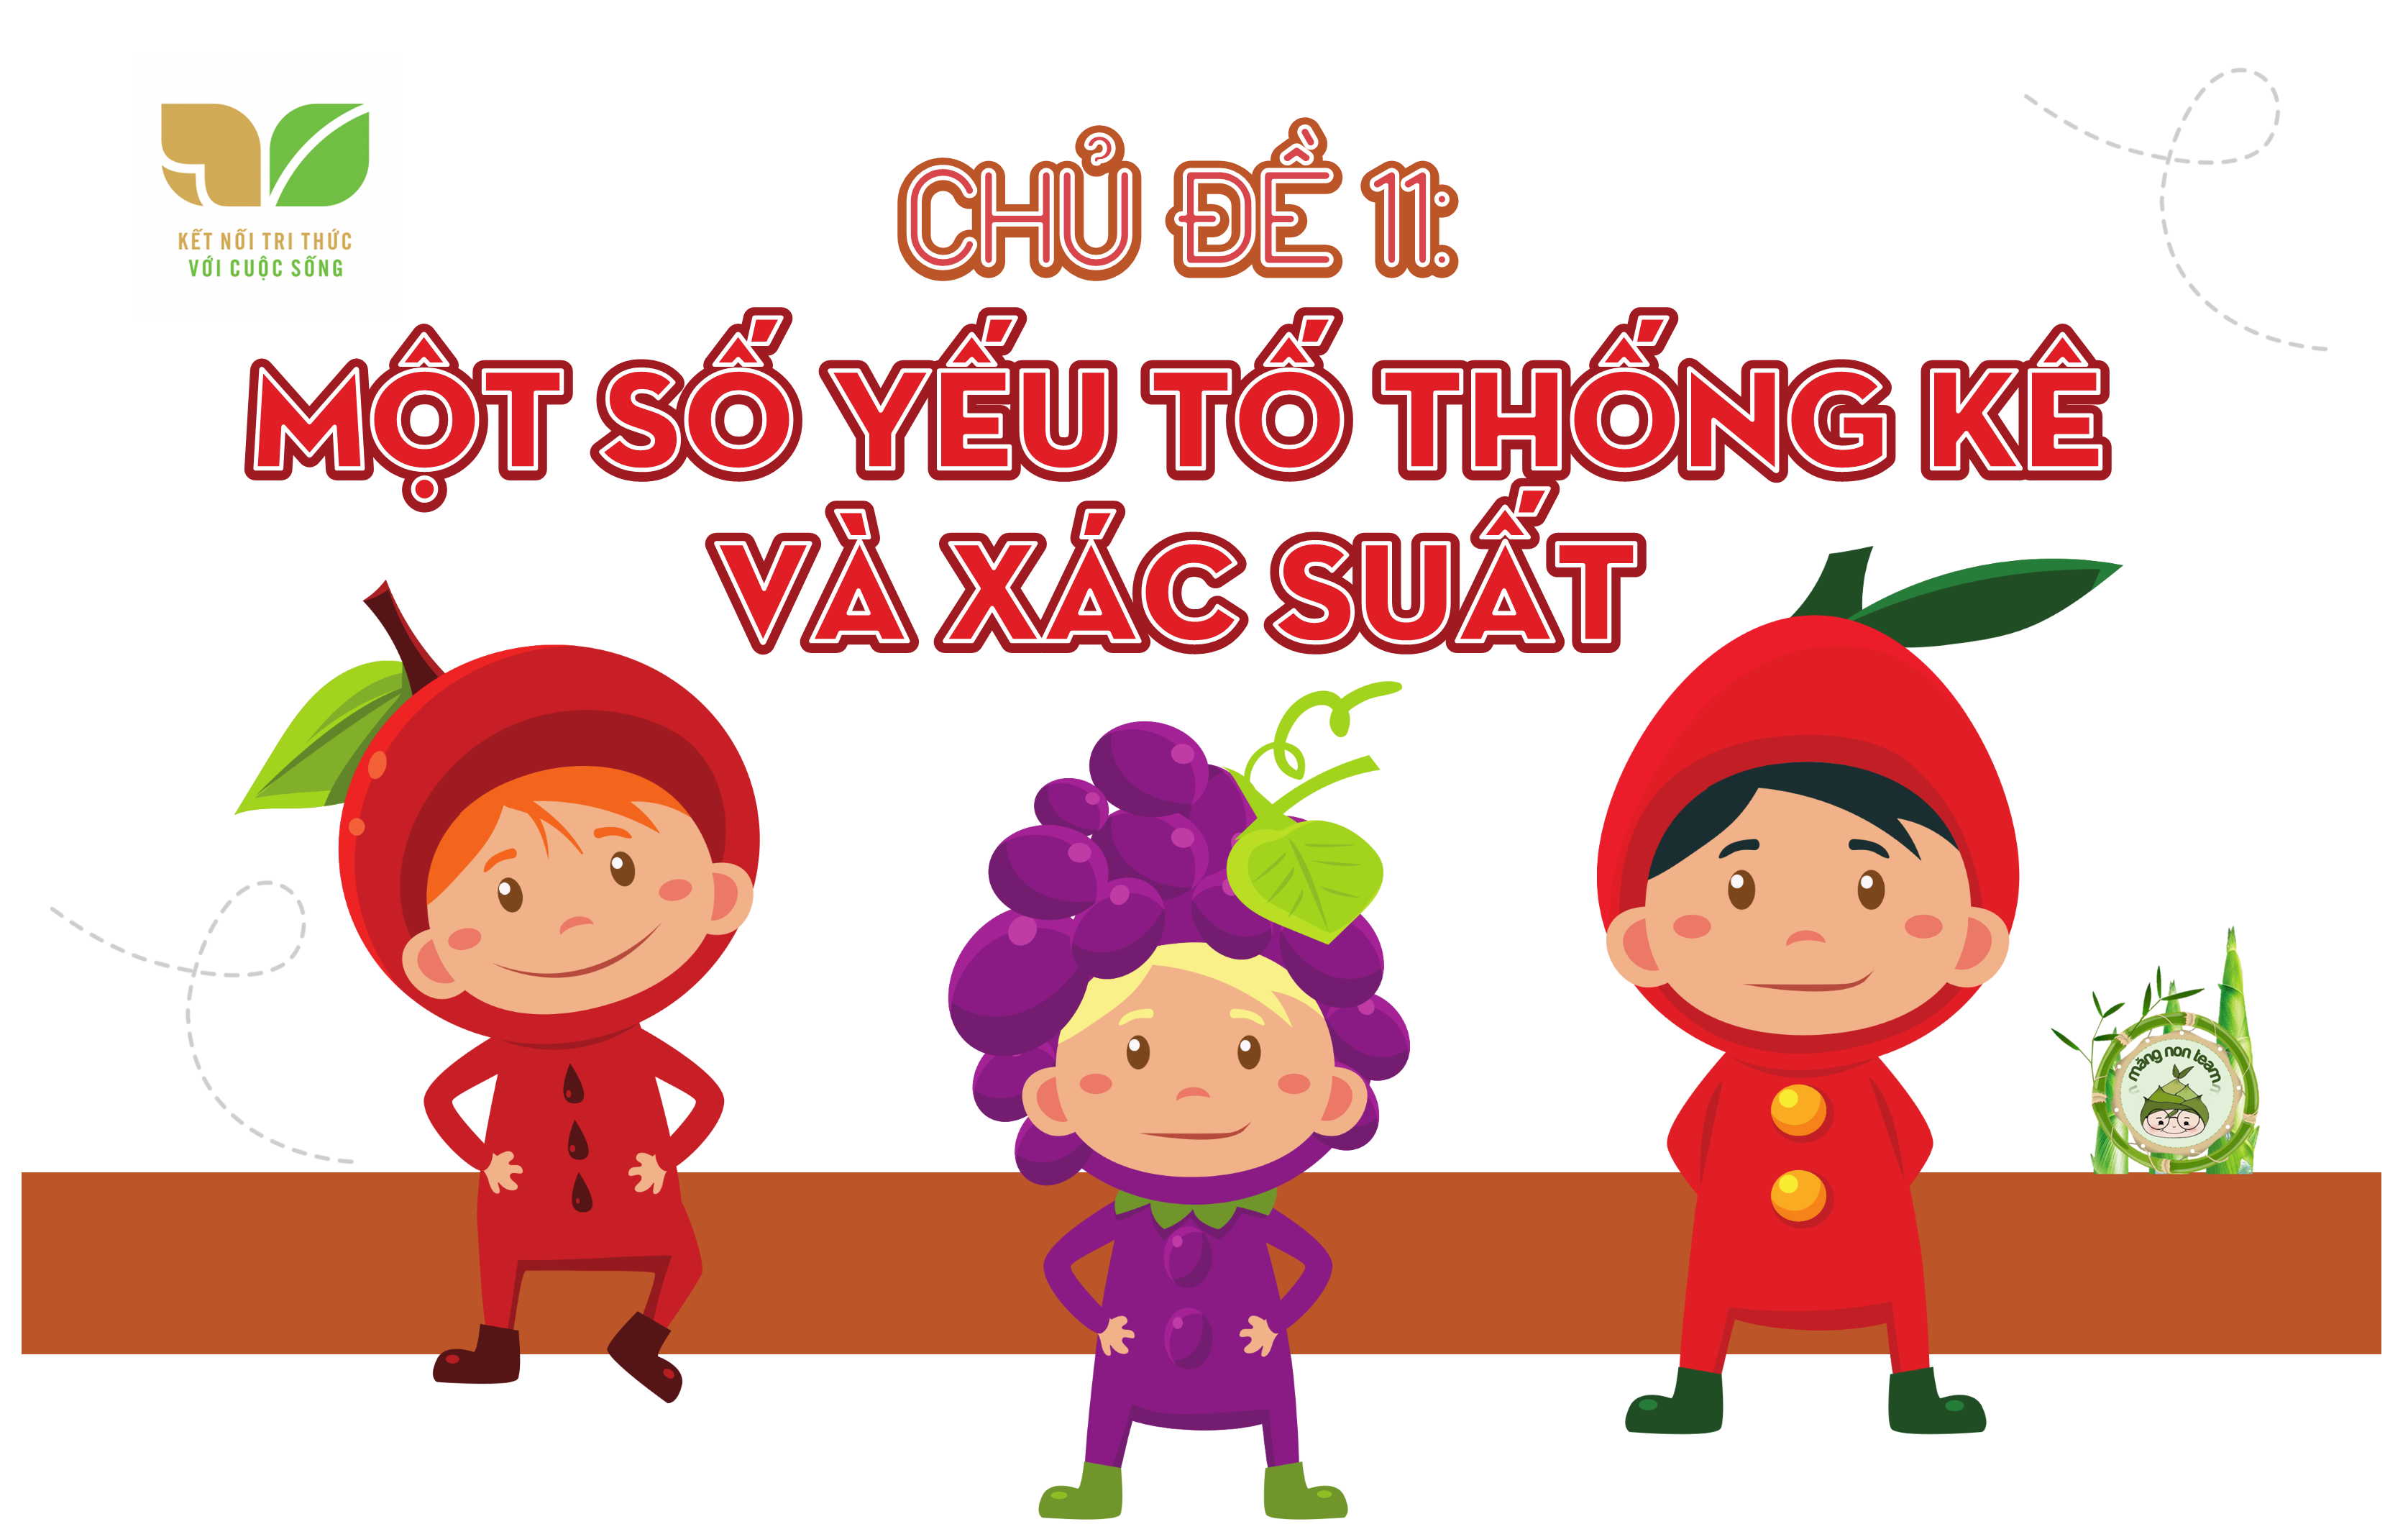 KẾT NỐI TRI THỨC
VỚI CUỘC SỐNG
CHỦ ĐỀ 11:
MỘT SỐ YẾU TỐ THỐNG KÊ
VÀ XÁC SUẤT
măng non team